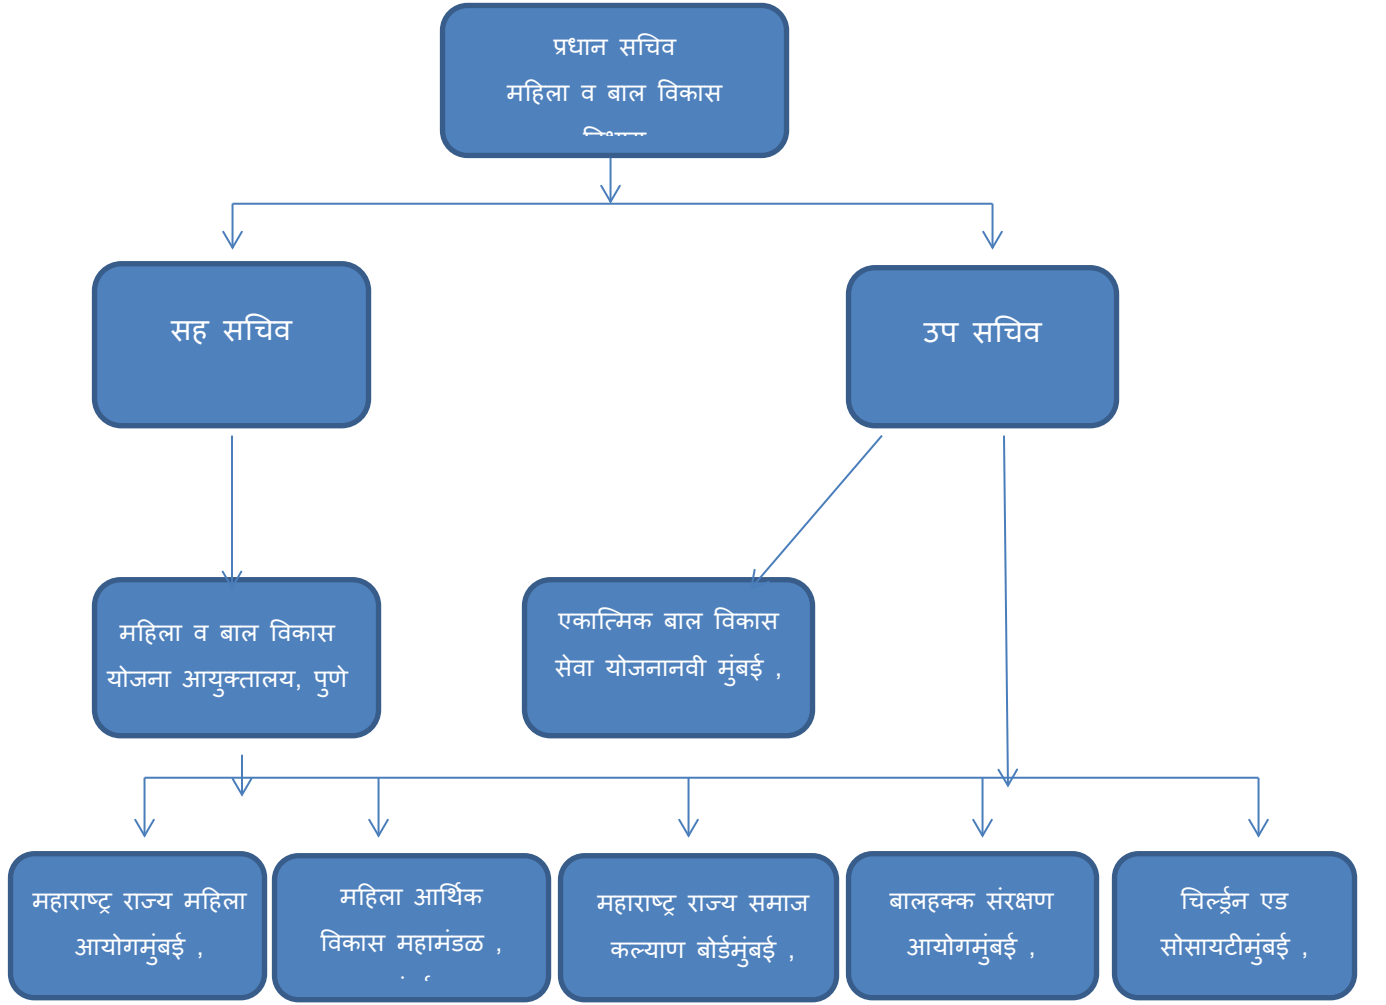 प्रधान सचिव
महिला व बाल विकास
सह सचिव
उप सचिव
महिला व बाल विकास
योजना आयुक्तालय, पुणे
एकात्मिक बाल विकास
सेवा योजनानवी मुंबई ,
महाराष्ट्र राज्य महिला
आयोगमुंबई ,
महिला आर्थिक
विकास महामंडळ ,
महाराष्ट्र राज्य समाज
कल्याण बोर्डमुंबई ,
बालहक्क संरक्षण
आयोगमुंबई ,
चिर्ल्ड्रन एड
सोसायटीमुंबई ,